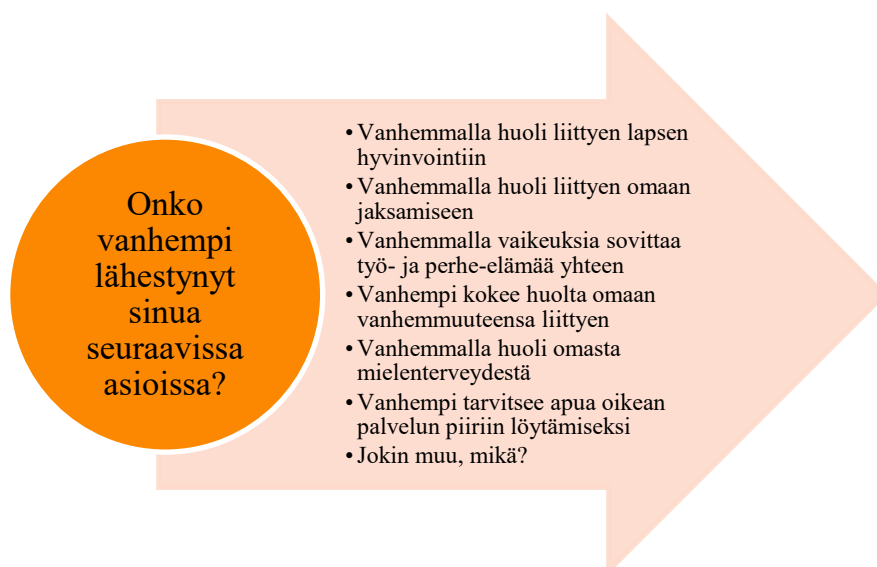 Onko
vanhempi
lähestynyt
sinua
seuraavissa
asioissa?
• Vanhemmalla huoli liittyen lapsen
hyvinvointiin
• Vanhemmalla huoli liittyen omaan
jaksamiseen
• Vanhemmalla vaikeuksia sovittaa
työ- ja perhe-elämää yhteen
• Vanhempi kokee huolta omaan
vanhemmuuteensa liittyen
• Vanhemmalla huoli omasta
mielenterveydestä
• Vanhempi tarvitsee apua oikean
palvelun piiriin löytämiseksi
• Jokin muu, mikä?